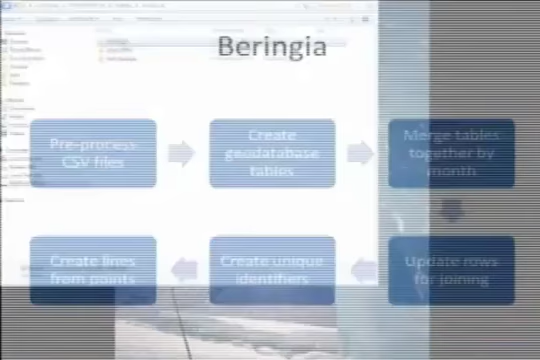 Beringia
Pre-process
CSV files
Create
geodatabase
tables
Merge tables
together by
month
Create lines
from points
Create unique
identifiers
Update rows
for joining